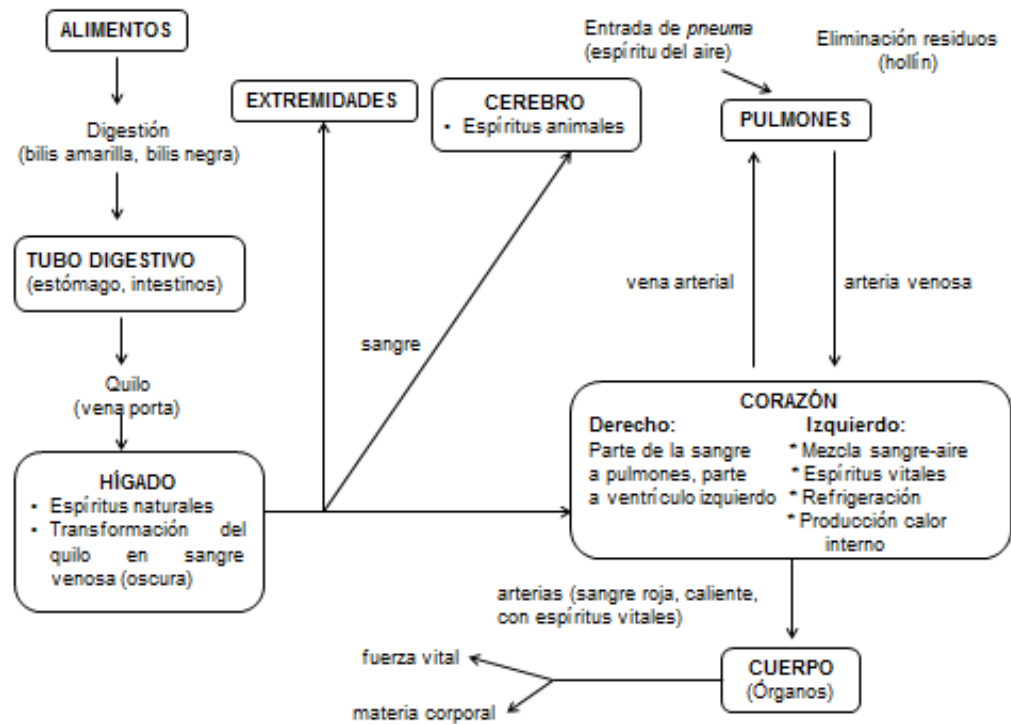 ALIMENTOS
Digestión
(bilis amarilla, bilis negra)
TUBO DIGESTIVO
(estómago, intestinos)
Quilo
(vena porta)
HÍGADO
▪ Espíritus naturales
▪ Transformación del
quilo en sangre
venosa (oscura)
EXTREMIDADES
CEREBRO
▪ Espíritus animales
sangre
Entrada de pneuma
(espíritu del aire)
Eliminación residuos
(hollín)
PULMONES
vena arterial
arteria venosa
CORAZÓN
Derecho:
Parte de la sangre
a pulmones, parte
a ventrículo izquierdo
Izquierdo:
* Mezcla sangre-aire
* Espíritus vitales
* Refrigeración
* Producción calor
interno
arterias (sangre roja, caliente,
con espíritus vitales)
CUERPO
(Órganos)
fuerza vital
materia corporal